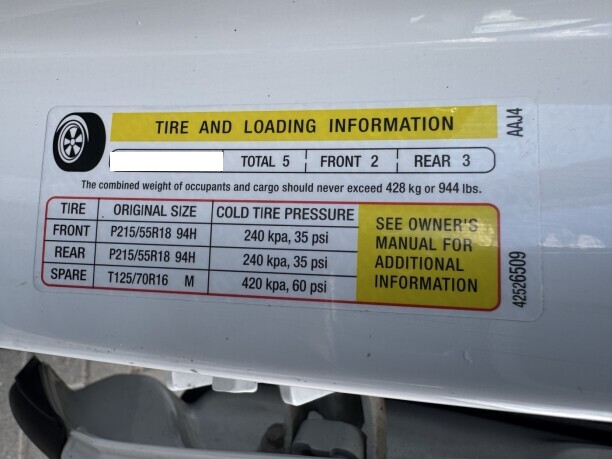 TIRE AND LOADING INFORMATION
TOTAL 5 FRONT 2 REAR 3
The combined weight of occupants and cargo should never exceed 428 kg or 944 lbs.
TIRE ORIGINAL SIZE COLD TIRE PRESSURE
FRONT P215/55R18 94H 240 kpa, 35 psi
REAR P215/55R18 94H 240 kpa, 35 psi
SPARE T125/70R16 M 420 kpa, 60 psi
SEE OWNER'S
MANUAL FOR
ADDITIONAL
INFORMATION
AAJ4
42526509